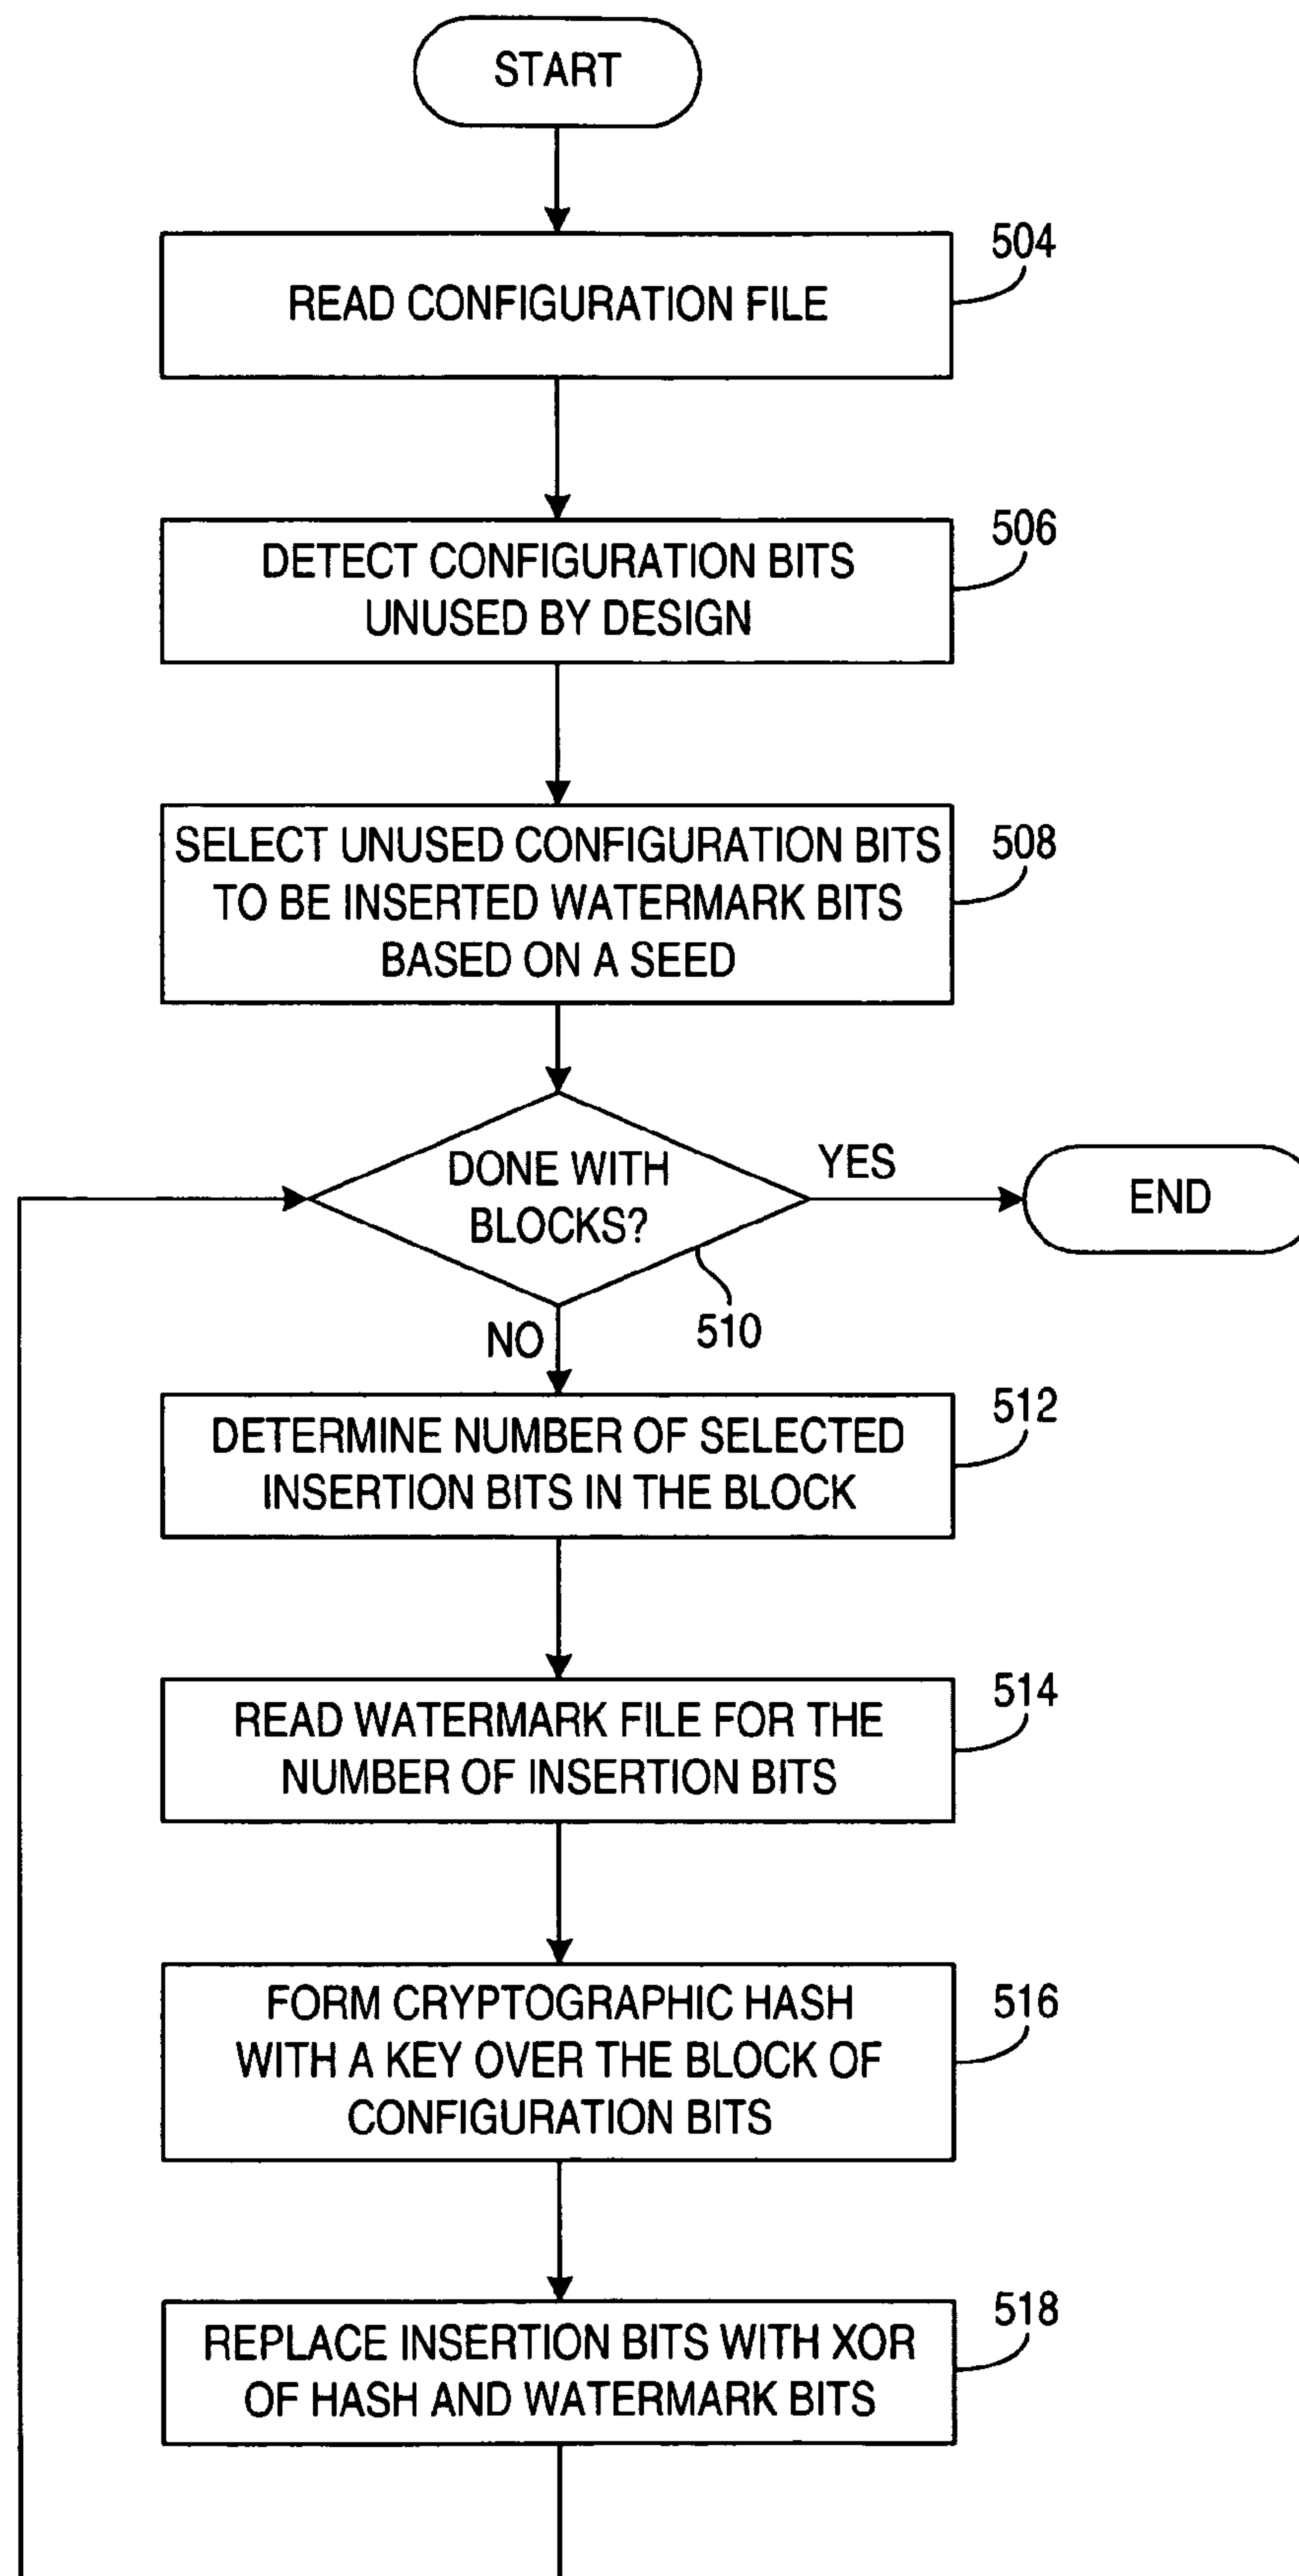 START
504
READ CONFIGURATION FILE
506
DETECT CONFIGURATION BITS
UNUSED BY DESIGN
508
SELECT UNUSED CONFIGURATION BITS
TO BE INSERTED WATERMARK BITS
BASED ON A SEED
DONE WITH
BLOCKS?
YES
END
510
NO
512
DETERMINE NUMBER OF SELECTED
INSERTION BITS IN THE BLOCK
514
READ WATERMARK FILE FOR THE
NUMBER OF INSERTION BITS
516
FORM CRYPTOGRAPHIC HASH
WITH A KEY OVER THE BLOCK OF
CONFIGURATION BITS
518
REPLACE INSERTION BITS WITH XOR
OF HASH AND WATERMARK BITS